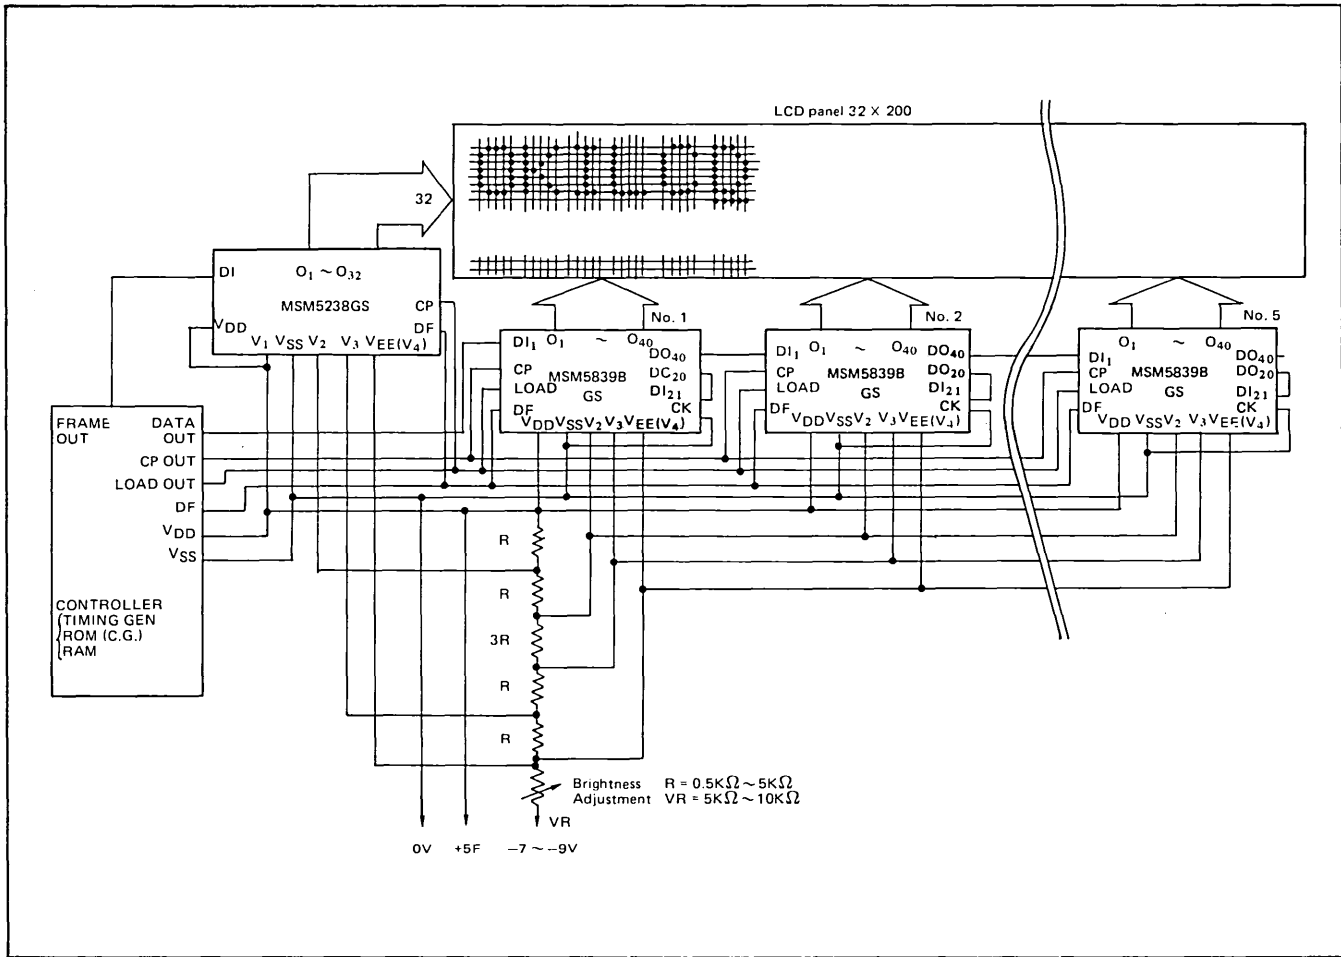 LCD panel 32 X 200
32
DI O1 ~ O32
MSM5238GS
CP
VDD
DF
V1 VSS V2 V3 VEE(V4)
No. 1
DI1 O1 ~ O40 DO40
CP DC20
MSM5839B
LOAD DI21
GS
DF CK
VDD VSS V2 V3 VEE(V4)
No. 2
DI1 O1 ~ O40 DO40
CP DO20
MSM5839B
LOAD DI21
GS
DF CK
VDD VSS V2 V3 VEE(V4)
No. 5
DI1 O1 ~ O40 DO40
CP DO20
MSM5839B
LOAD DI21
GS
DF CK
VDD VSS V2 V3 VEE(V4)
FRAME OUT
DATA OUT
CP OUT
LOAD OUT
DF
VDD
VSS
CONTROLLER
TIMING GEN
ROM (C.G.)
RAM
R
R
3R
R
R
Brightness R = 0.5KΩ~5KΩ
Adjustment VR = 5KΩ~10KΩ
VR
0V +5F −7 ~ −9V
OKI LCD